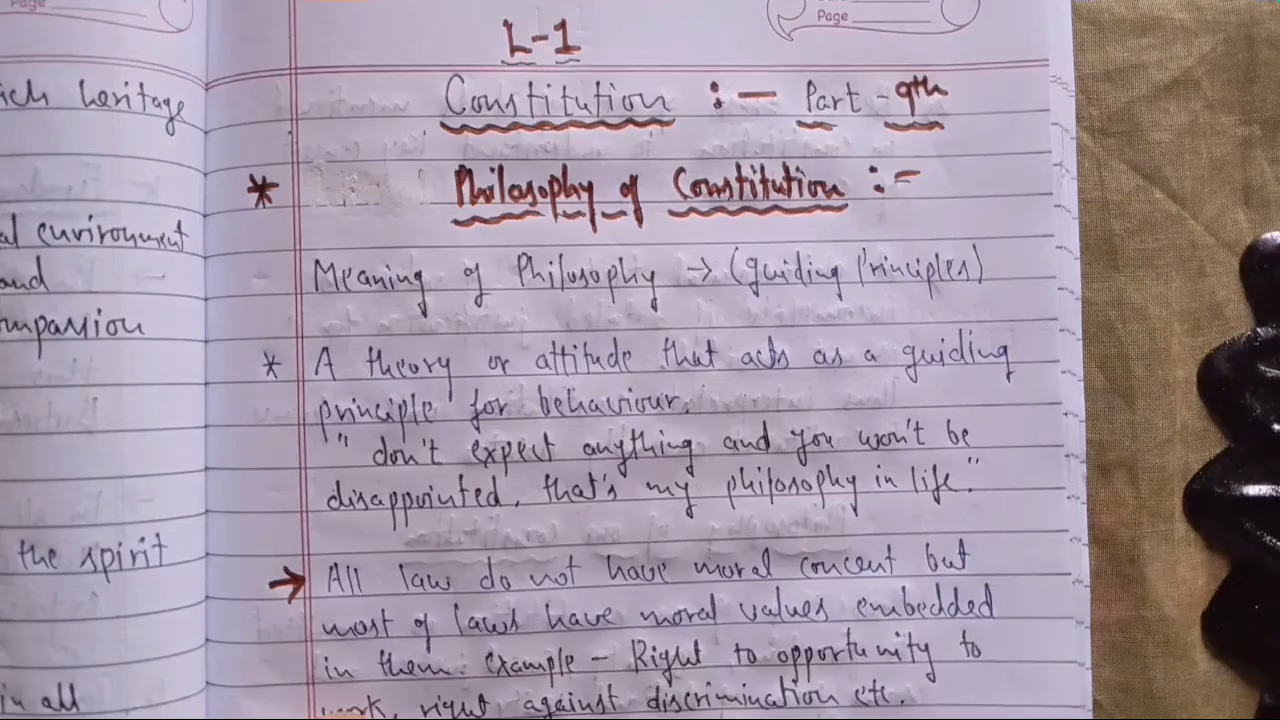 Page
Page
L-1
Constitution :- Part - 9th
* Philosophy of Constitution :-
Meaning of Philosophy → (guiding Principles)
* A theory or attitude that acts as a guiding
principle for behaviour.
" don't expect anything and you won't be
disappointed, that's my philosophy in life."
→ All law do not have moral concent but
most of laws have moral values embedded
in them. example - Right to opportunity to
work, right against discrimination etc.
heritage
al environment
and
mpassion
the spirit
in all